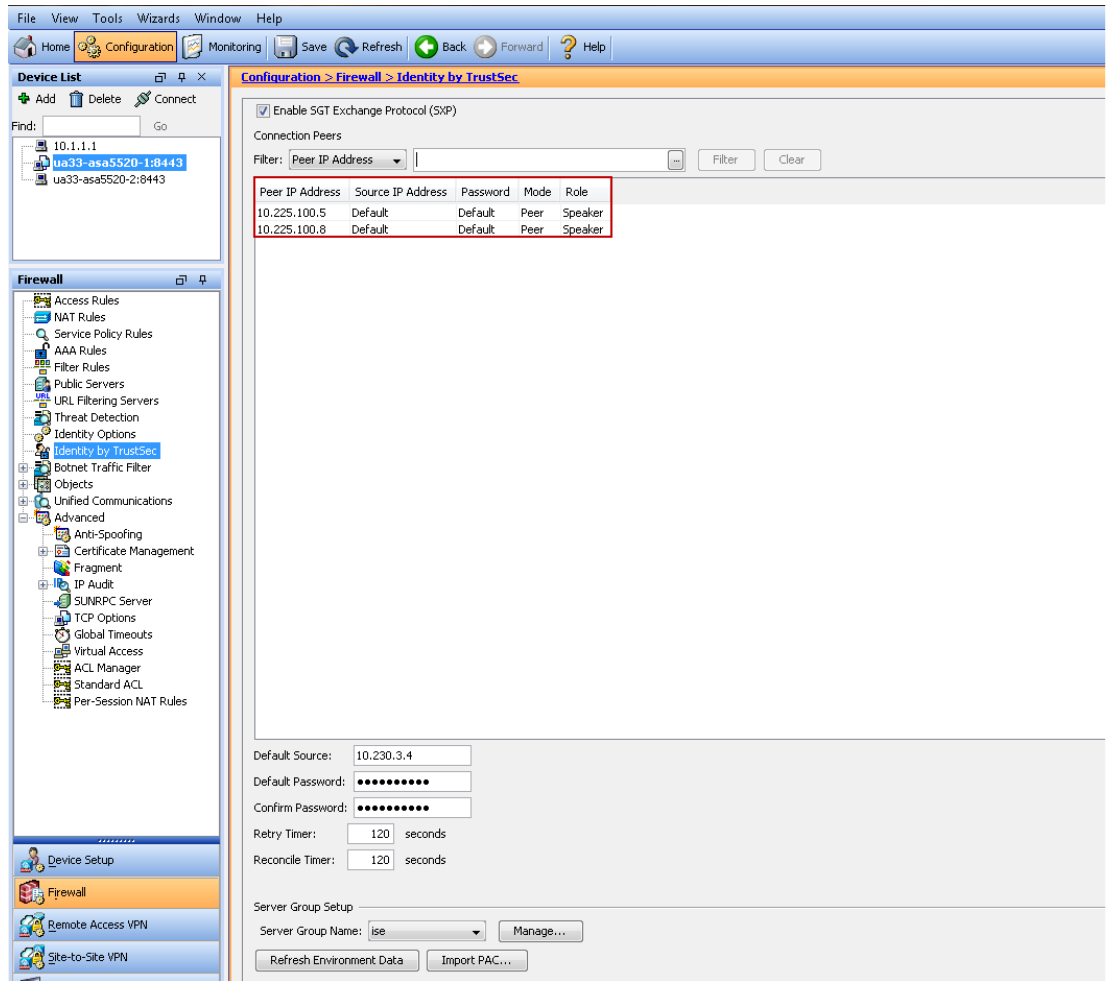 File View Tools Wizards Window Help
Home Configuration Monitoring Save Refresh Back Forward Help
Device List
Add Delete Connect
Find: Go
10.1.1.1
ua33-asa5520-1:8443
ua33-asa5520-2:8443
Firewall
Access Rules
NAT Rules
Service Policy Rules
AAA Rules
Filter Rules
Public Servers
URL Filtering Servers
Threat Detection
Identity Options
Identity by TrustSec
Botnet Traffic Filter
Objects
Unified Communications
Advanced
Anti-Spoofing
Certificate Management
Fragment
IP Audit
SUNRPC Server
TCP Options
Global Timeouts
Virtual Access
ACL Manager
Standard ACL
Per-Session NAT Rules
Device Setup
Firewall
Remote Access VPN
Site-to-Site VPN
Configuration > Firewall > Identity by TrustSec
Enable SGT Exchange Protocol (SXP)
Connection Peers
Filter: Peer IP Address ... Filter Clear
Peer IP Address Source IP Address Password Mode Role
10.225.100.5 Default Default Peer Speaker
10.225.100.8 Default Default Peer Speaker
Default Source: 10.230.3.4
Default Password: ●●●●●●●●●●
Confirm Password: ●●●●●●●●●●
Retry Timer: 120 seconds
Reconcile Timer: 120 seconds
Server Group Setup
Server Group Name: ise Manage...
Refresh Environment Data Import PAC...